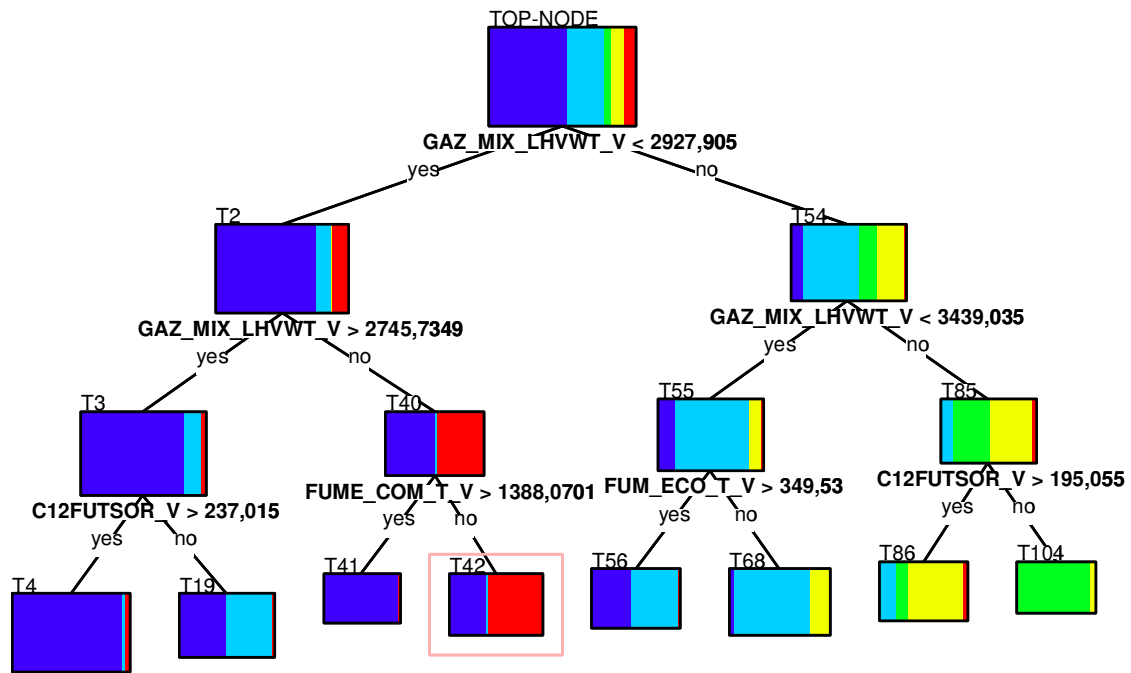 TOP-NODE
GAZ_MIX_LHVWT_V < 2927,905
yes
no
T2
T54
GAZ_MIX_LHVWT_V > 2745,7349
GAZ_MIX_LHVWT_V < 3439,035
yes
no
yes
no
T3
T40
T55
T85
C12FUTSOR_V > 237,015
FUME_COM_T_V > 1388,0701
FUM_ECO_T_V > 349,53
C12FUTSOR_V > 195,055
yes
no
yes
no
yes
no
yes
no
T4
T19
T41
T42
T56
T68
T86
T104